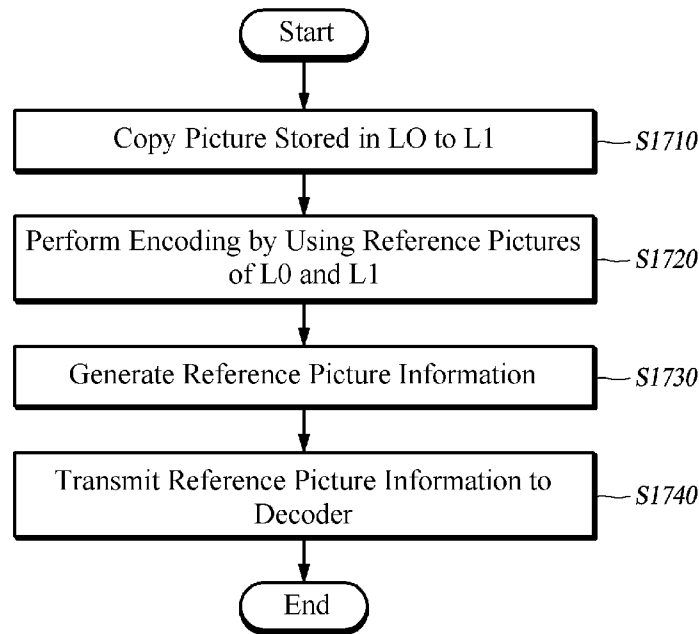 Start
Copy Picture Stored in LO to L1
S1710
Perform Encoding by Using Reference Pictures
of L0 and L1
S1720
Generate Reference Picture Information
S1730
Transmit Reference Picture Information to
Decoder
S1740
End